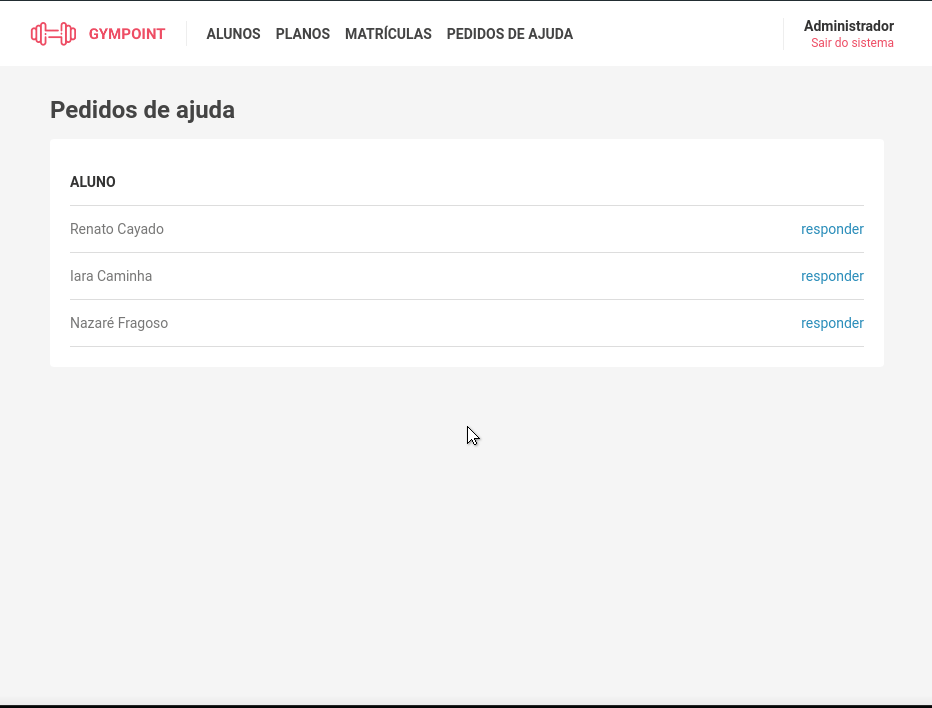 GYMPOINT ALUNOS PLANOS MATRÍCULAS PEDIDOS DE AJUDA Administrador
Sair do sistema
Pedidos de ajuda
ALUNO
Renato Cayado responder
Iara Caminha responder
Nazaré Fragoso responder